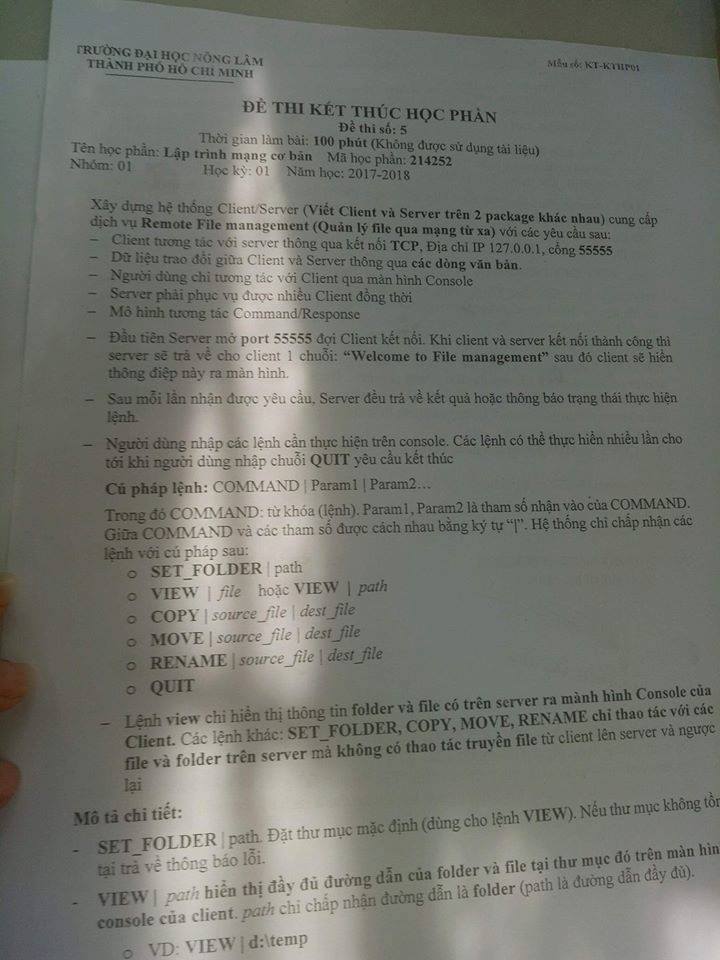 TRƯỜNG ĐẠI HỌC NÔNG LÂM
THÀNH PHỐ HỒ CHÍ MINH
Mẫu số: KT-KTHP01
ĐỀ THI KẾT THÚC HỌC PHẦN
Đề thi số: 5
Thời gian làm bài: 100 phút (Không được sử dụng tài liệu)
Tên học phần: Lập trình mạng cơ bản Mã học phần: 214252
Nhóm: 01 Học kỳ: 01 Năm học: 2017-2018
Xây dựng hệ thống Client/Server (Viết Client và Server trên 2 package khác nhau) cung cấp
dịch vụ Remote File management (Quản lý file qua mạng từ xa) với các yêu cầu sau:
– Client tương tác với server thông qua kết nối TCP, Địa chỉ IP 127.0.0.1, cổng 55555
– Dữ liệu trao đổi giữa Client và Server thông qua các dòng văn bản.
– Người dùng chỉ tương tác với Client qua màn hình Console
– Server phải phục vụ được nhiều Client đồng thời
– Mô hình tương tác Command/Response
– Đầu tiên Server mở port 55555 đợi Client kết nối. Khi client và server kết nối thành công thì
server sẽ trả về cho client 1 chuỗi: “Welcome to File management” sau đó client sẽ hiển
thông điệp này ra màn hình.
– Sau mỗi lần nhận được yêu cầu, Server đều trả về kết quả hoặc thông báo trạng thái thực hiện
lệnh.
– Người dùng nhập các lệnh cần thực hiện trên console. Các lệnh có thể thực hiền nhiều lần cho
tới khi người dùng nhập chuỗi QUIT yêu cầu kết thúc
Cú pháp lệnh: COMMAND | Param1 | Param2…
Trong đó COMMAND: từ khóa (lệnh). Param1, Param2 là tham số nhận vào của COMMAND.
Giữa COMMAND và các tham số được cách nhau bằng ký tự “|”. Hệ thống chỉ chấp nhận các
lệnh với cú pháp sau:
o SET_FOLDER | path
o VIEW | file hoặc VIEW | path
o COPY | source_file | dest_file
o MOVE | source_file | dest_file
o RENAME | source_file | dest_file
o QUIT
– Lệnh view chỉ hiển thị thông tin folder và file có trên server ra mành hình Console của
Client. Các lệnh khác: SET_FOLDER, COPY, MOVE, RENAME chỉ thao tác với các
file và folder trên server mà không có thao tác truyền file từ client lên server và ngược
lại
Mô tả chi tiết:
- SET_FOLDER | path. Đặt thư mục mặc định (dùng cho lệnh VIEW). Nếu thư mục không tồn
tại trả về thông báo lỗi.
- VIEW | path hiển thị đầy đủ đường dẫn của folder và file tại thư mục đó trên màn hìn
console của client. path chỉ chấp nhận đường dẫn là folder (path là đường dẫn đầy đủ).
o VD: VIEW | d:\temp